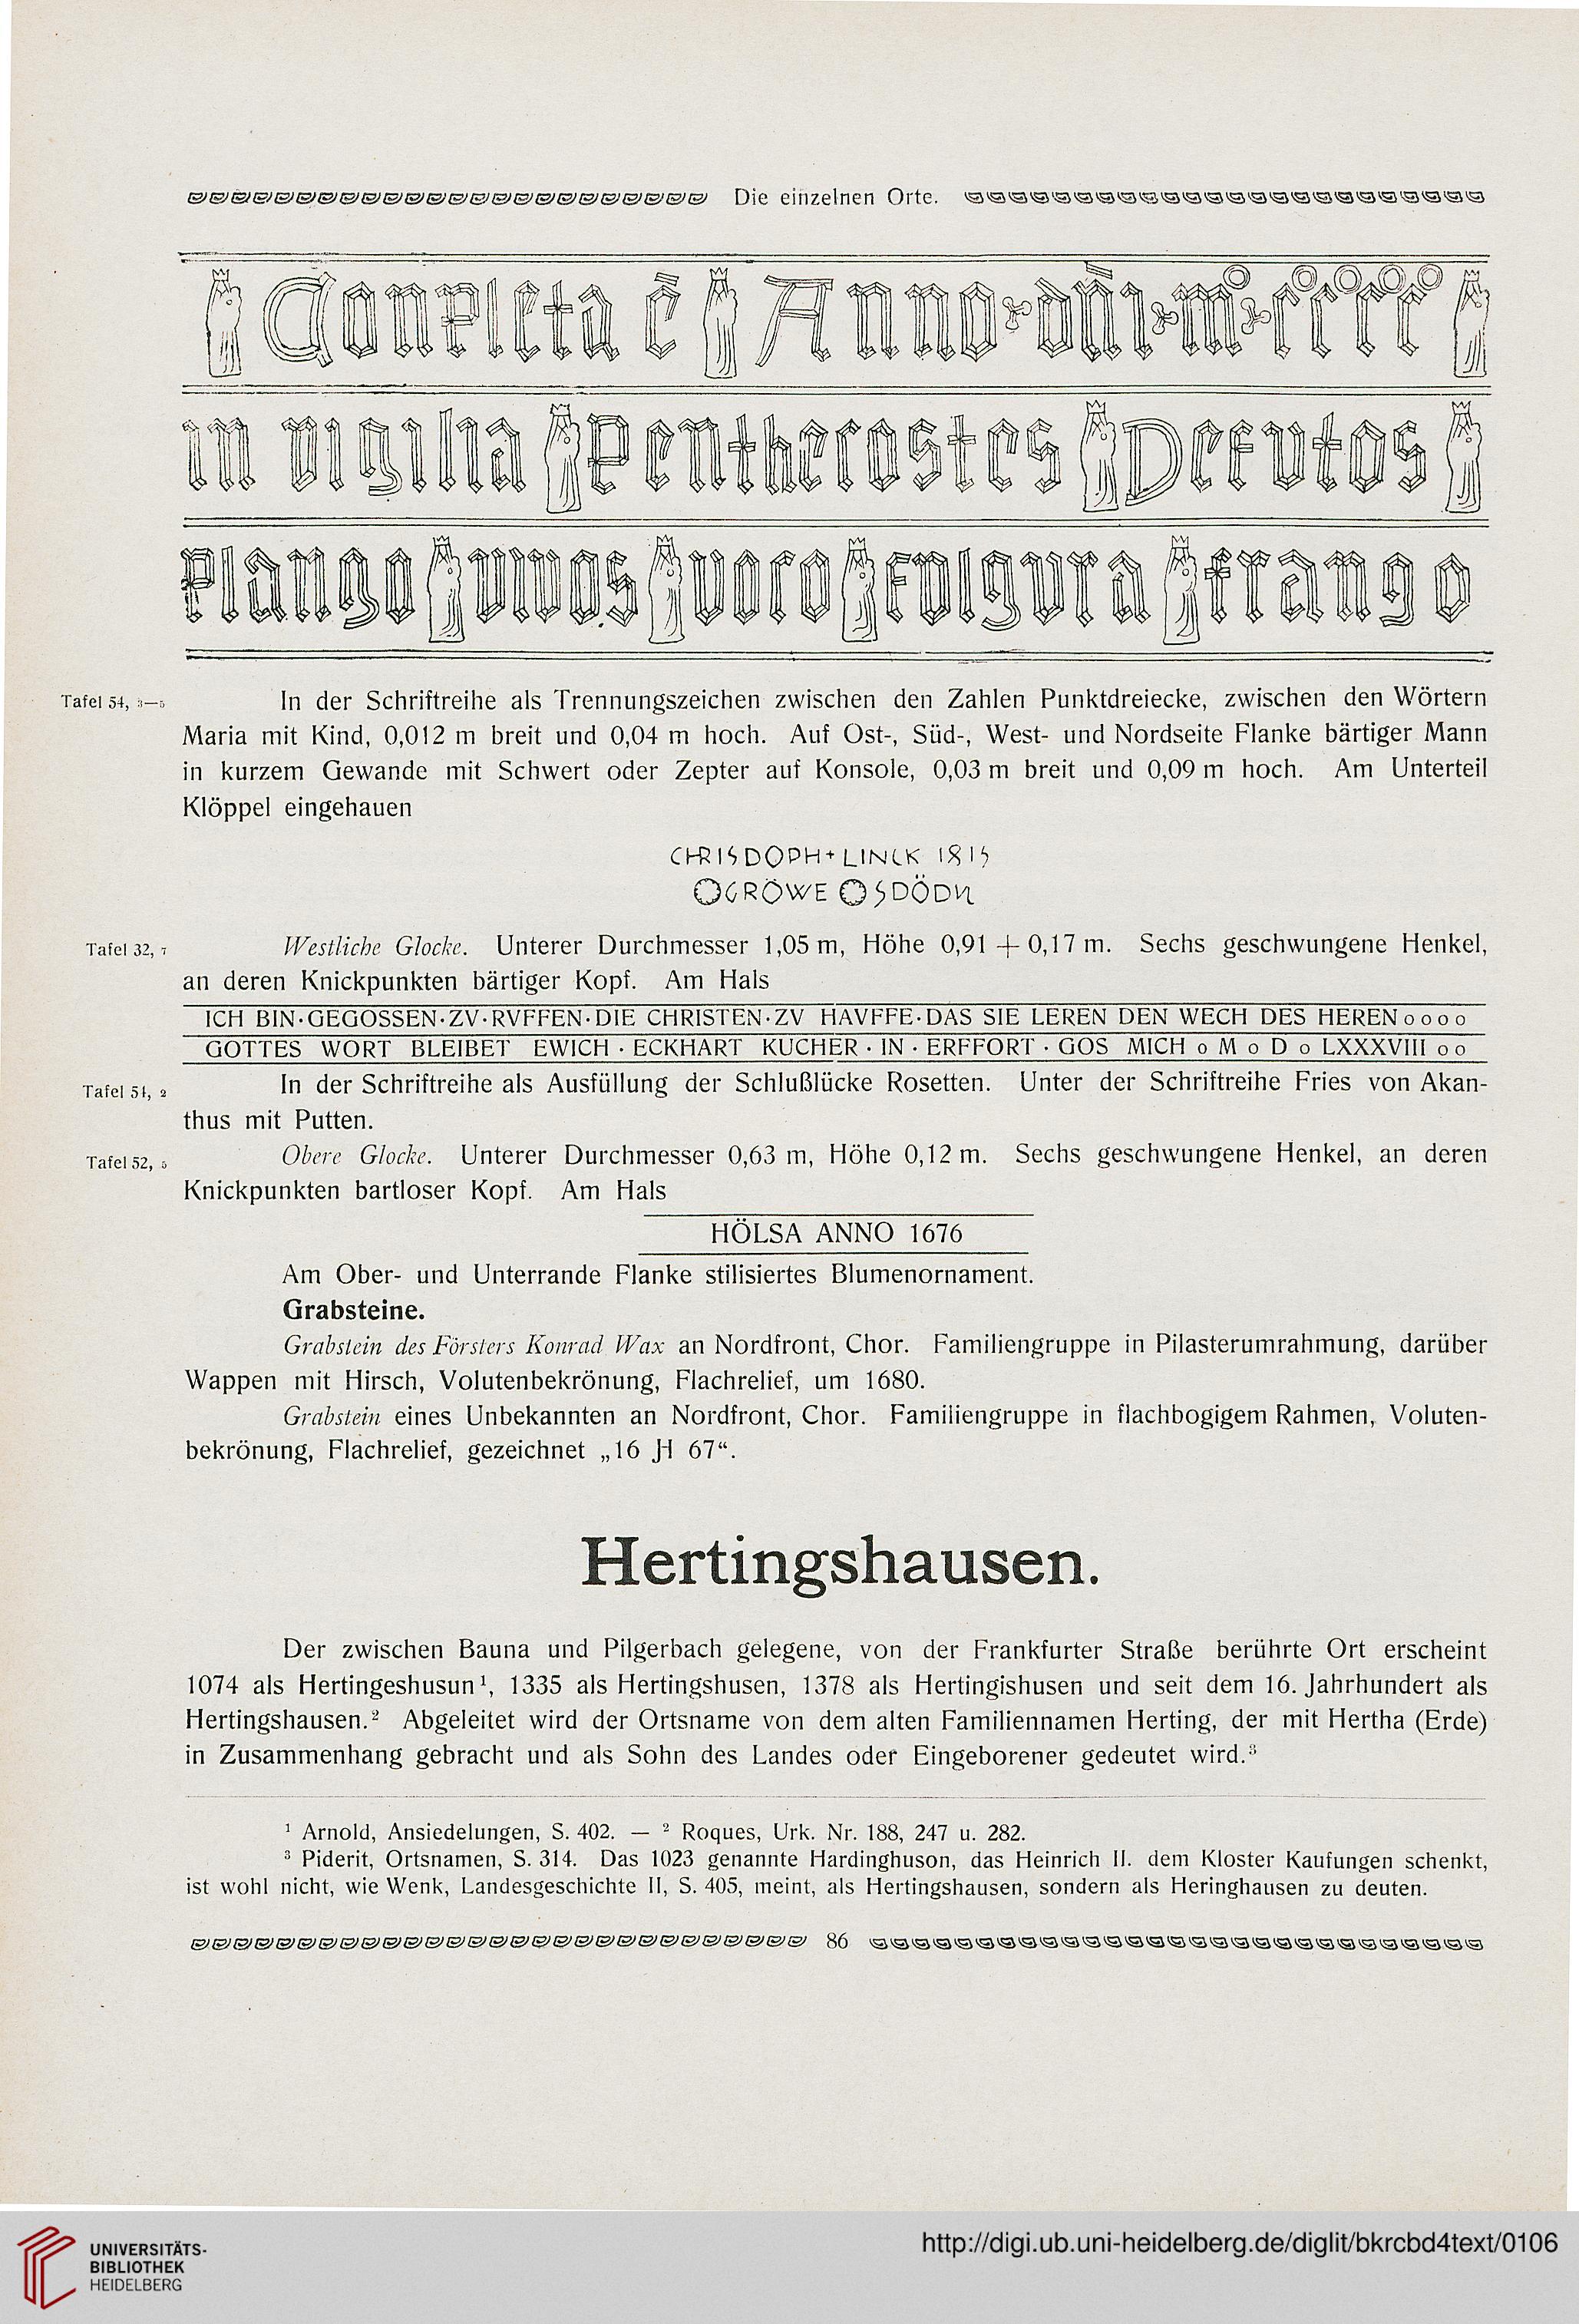 Die einzelnen Orte.
Conpleta ē Anno dñi mº cº cº cº cº
in vigilia Penthecostes Defutos
plango vivos voco fvlgvra frango
Tafel 54, 3—5
In der Schriftreihe als Trennungszeichen zwischen den Zahlen Punktdreiecke, zwischen den Wörtern
Maria mit Kind, 0,012 m breit und 0,04 m hoch. Auf Ost-, Süd-, West- und Nordseite Flanke bärtiger Mann
in kurzem Gewande mit Schwert oder Zepter auf Konsole, 0,03 m breit und 0,09 m hoch. Am Unterteil
Klöppel eingehauen
CHRISDOPH + LINCK 1815
GRÖWE SDÖDN
Tafel 32, 7
Westliche Glocke. Unterer Durchmesser 1,05 m, Höhe 0,91 + 0,17 m. Sechs geschwungene Henkel,
an deren Knickpunkten bärtiger Kopf. Am Hals
ICH BIN·GEGOSSEN·ZV·RVFFEN·DIE CHRISTEN·ZV HAVFFE·DAS SIE LEREN DEN WECH DES HEREN o o o o
GOTTES WORT BLEIBET EWICH · ECKHART KUCHER · IN · ERFFORT · GOS MICH o M o D o LXXXVIII o o
Tafel 51, 2
In der Schriftreihe als Ausfüllung der Schlußlücke Rosetten. Unter der Schriftreihe Fries von Akan-
thus mit Putten.
Tafel 52, 5
Obere Glocke. Unterer Durchmesser 0,63 m, Höhe 0,12 m. Sechs geschwungene Henkel, an deren
Knickpunkten bartloser Kopf. Am Hals
HÖLSA ANNO 1676
Am Ober- und Unterrande Flanke stilisiertes Blumenornament.
Grabsteine.
Grabstein des Försters Konrad Wax an Nordfront, Chor. Familiengruppe in Pilasterumrahmung, darüber
Wappen mit Hirsch, Volutenbekrönung, Flachrelief, um 1680.
Grabstein eines Unbekannten an Nordfront, Chor. Familiengruppe in flachbogigem Rahmen, Voluten-
bekrönung, Flachrelief, gezeichnet „16 JH 67“.
Hertingshausen.
Der zwischen Bauna und Pilgerbach gelegene, von der Frankfurter Straße berührte Ort erscheint
1074 als Hertingeshusun¹, 1335 als Hertingshusen, 1378 als Hertingishusen und seit dem 16. Jahrhundert als
Hertingshausen.² Abgeleitet wird der Ortsname von dem alten Familiennamen Herting, der mit Hertha (Erde)
in Zusammenhang gebracht und als Sohn des Landes oder Eingeborener gedeutet wird.³
¹ Arnold, Ansiedelungen, S. 402. — ² Roques, Urk. Nr. 188, 247 u. 282.
³ Piderit, Ortsnamen, S. 314. Das 1023 genannte Hardinghuson, das Heinrich II. dem Kloster Kaufungen schenkt,
ist wohl nicht, wie Wenk, Landesgeschichte II, S. 405, meint, als Hertingshausen, sondern als Heringhausen zu deuten.
86
UNIVERSITÄTS-
BIBLIOTHEK
HEIDELBERG
http://digi.ub.uni-heidelberg.de/diglit/bkrcbd4text/0106